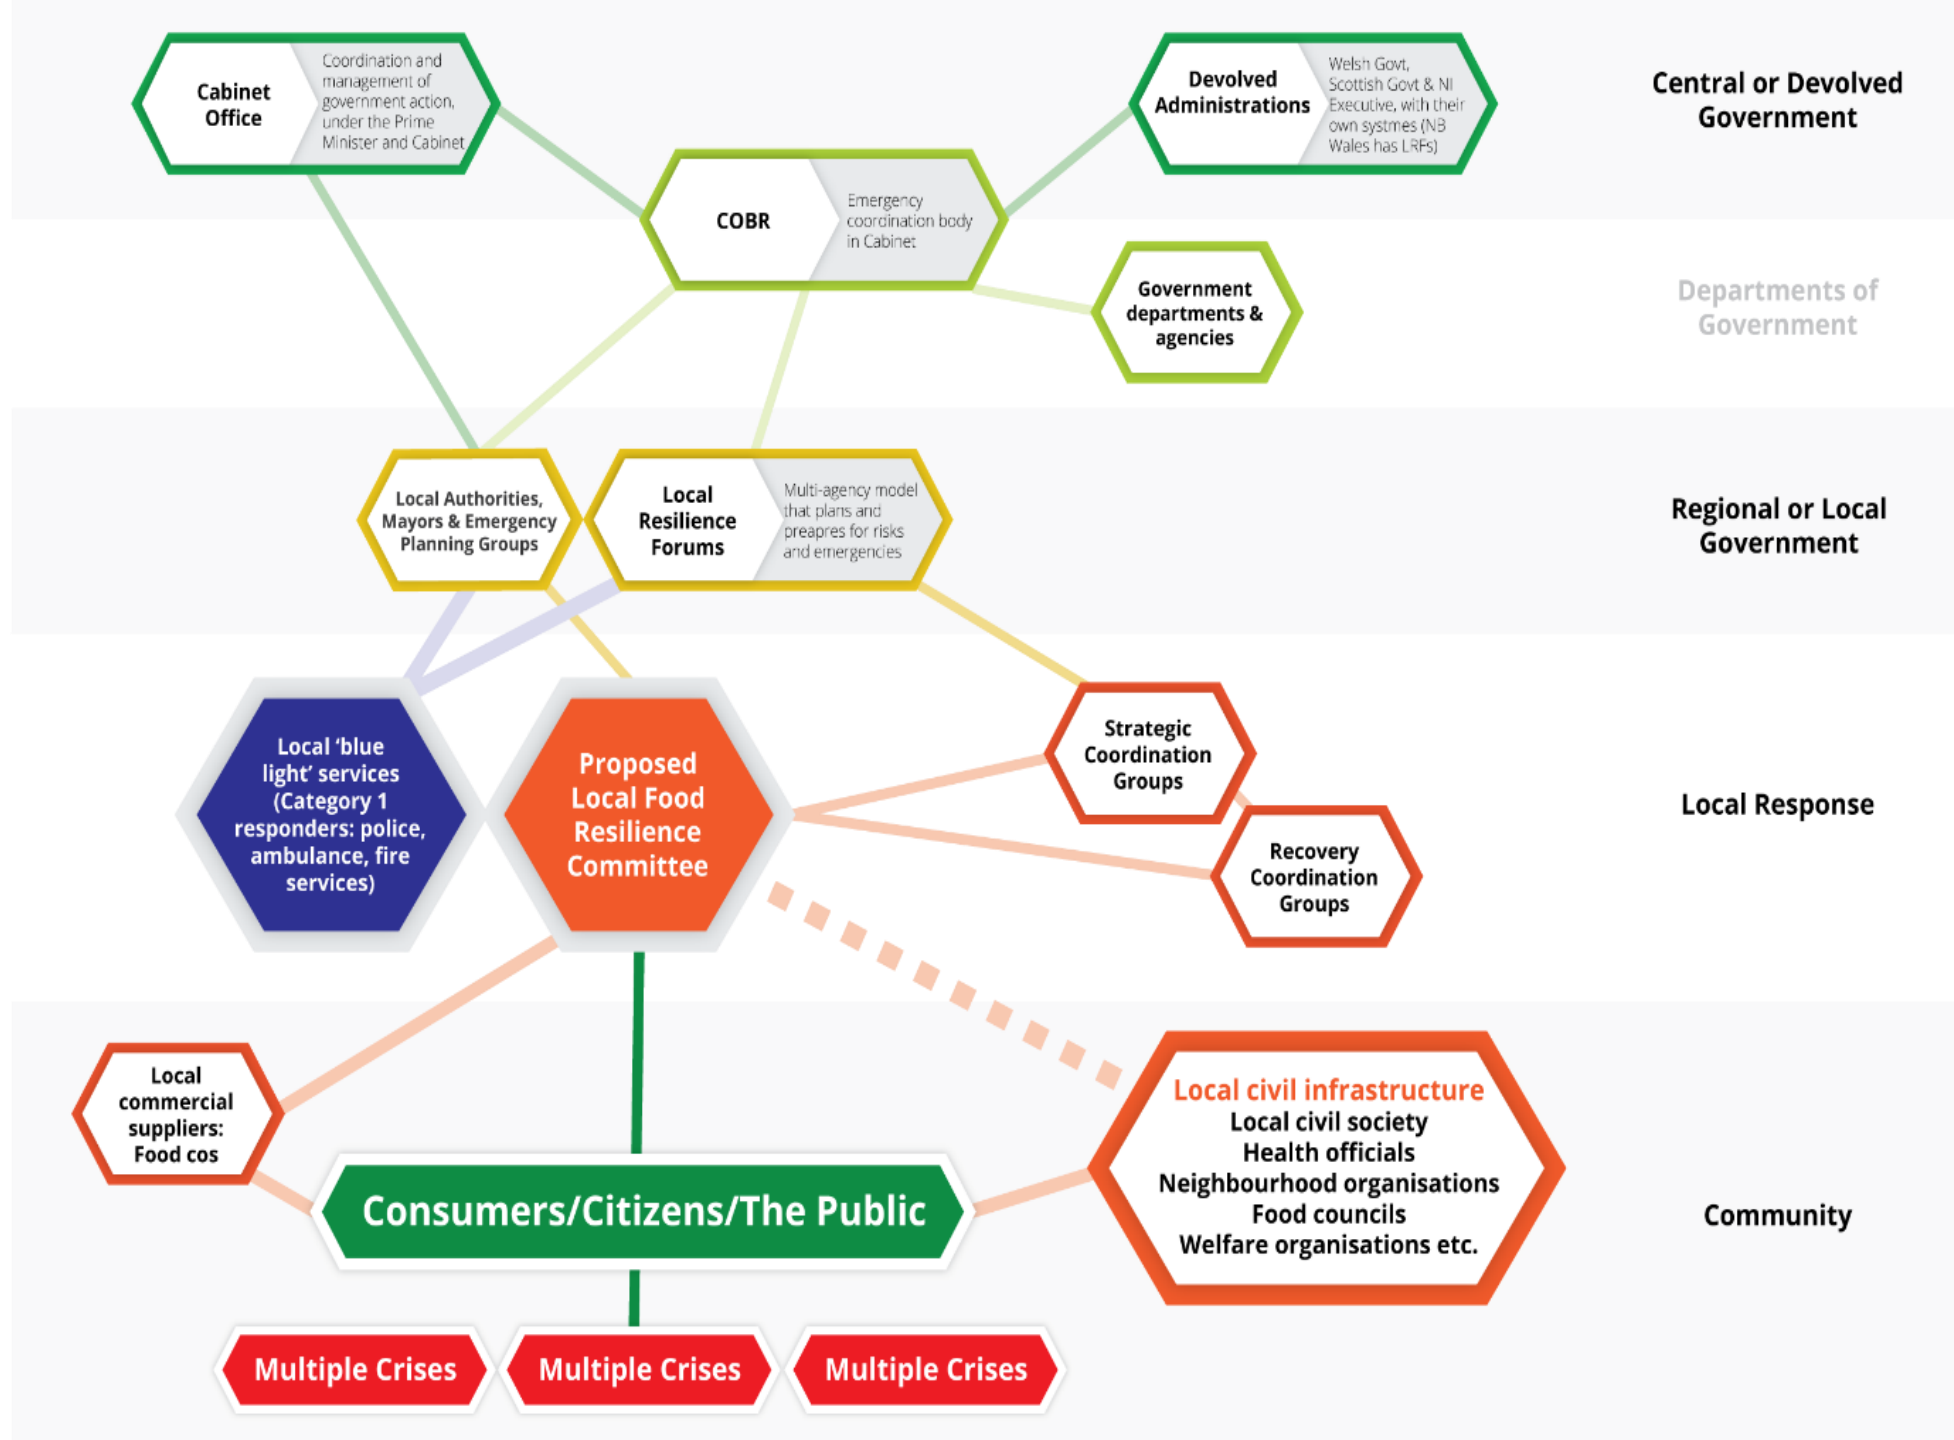 Cabinet
Office
Coordination and
management of
government action,
under the Prime
Minister and Cabinet
Devolved
Administrations
Welsh Govt,
Scottish Govt & NI
Executive, with their
own systmes (NB
Wales has LRFs)
Central or Devolved
Government
COBR
Emergency
coordination body
in Cabinet
Government
departments &
agencies
Departments of
Government
Local Authorities,
Mayors & Emergency
Planning Groups
Local
Resilience
Forums
Multi-agency model
that plans and
preapres for risks
and emergencies
Regional or Local
Government
Local ‘blue
light’ services
(Category 1
responders: police,
ambulance, fire
services)
Proposed
Local Food
Resilience
Committee
Strategic
Coordination
Groups
Recovery
Coordination
Groups
Local Response
Local
commercial
suppliers:
Food cos
Consumers/Citizens/The Public
Local civil infrastructure
Local civil society
Health officials
Neighbourhood organisations
Food councils
Welfare organisations etc.
Community
Multiple Crises
Multiple Crises
Multiple Crises